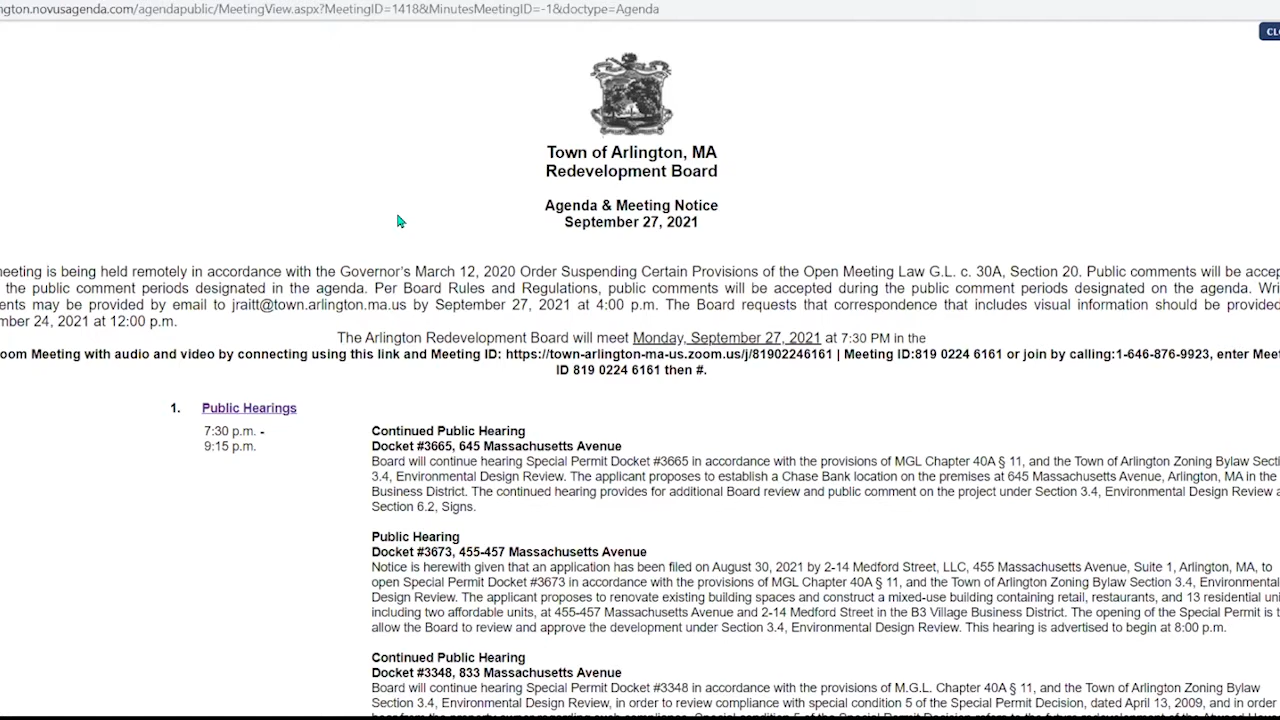 ngton.novusagenda.com/agendapublic/MeetingView.aspx?MeetingID=1418&MinutesMeetingID=-1&doctype=Agenda
Town of Arlington, MA
Redevelopment Board
Agenda & Meeting Notice
September 27, 2021
meeting is being held remotely in accordance with the Governor's March 12, 2020 Order Suspending Certain Provisions of the Open Meeting Law G.L. c. 30A, Section 20. Public comments will be accep
the public comment periods designated in the agenda. Per Board Rules and Regulations, public comments will be accepted during the public comment periods designated on the agenda. Wri
ents may be provided by email to jraitt@town.arlington.ma.us by September 27, 2021 at 4:00 p.m. The Board requests that correspondence that includes visual information should be provided
mber 24, 2021 at 12:00 p.m.
The Arlington Redevelopment Board will meet Monday, September 27, 2021 at 7:30 PM in the
oom Meeting with audio and video by connecting using this link and Meeting ID: https://town-arlington-ma-us.zoom.us/j/81902246161 | Meeting ID:819 0224 6161 or join by calling:1-646-876-9923, enter Meet
ID 819 0224 6161 then #.
1. Public Hearings
7:30 p.m. -
9:15 p.m.
Continued Public Hearing
Docket #3665, 645 Massachusetts Avenue
Board will continue hearing Special Permit Docket #3665 in accordance with the provisions of MGL Chapter 40A § 11, and the Town of Arlington Zoning Bylaw Secti
3.4, Environmental Design Review. The applicant proposes to establish a Chase Bank location on the premises at 645 Massachusetts Avenue, Arlington, MA in the
Business District. The continued hearing provides for additional Board review and public comment on the project under Section 3.4, Environmental Design Review a
Section 6.2, Signs.
Public Hearing
Docket #3673, 455-457 Massachusetts Avenue
Notice is herewith given that an application has been filed on August 30, 2021 by 2-14 Medford Street, LLC, 455 Massachusetts Avenue, Suite 1, Arlington, MA, to
open Special Permit Docket #3673 in accordance with the provisions of MGL Chapter 40A § 11, and the Town of Arlington Zoning Bylaw Section 3.4, Environmental
Design Review. The applicant proposes to renovate existing building spaces and construct a mixed-use building containing retail, restaurants, and 13 residential uni
including two affordable units, at 455-457 Massachusetts Avenue and 2-14 Medford Street in the B3 Village Business District. The opening of the Special Permit is t
allow the Board to review and approve the development under Section 3.4, Environmental Design Review. This hearing is advertised to begin at 8:00 p.m.
Continued Public Hearing
Docket #3348, 833 Massachusetts Avenue
Board will continue hearing Special Permit Docket #3348 in accordance with the provisions of M.G.L. Chapter 40A § 11, and the Town of Arlington Zoning Bylaw
Section 3.4, Environmental Design Review, in order to review compliance with special condition 5 of the Special Permit Decision, dated April 13, 2009, and in order
CL